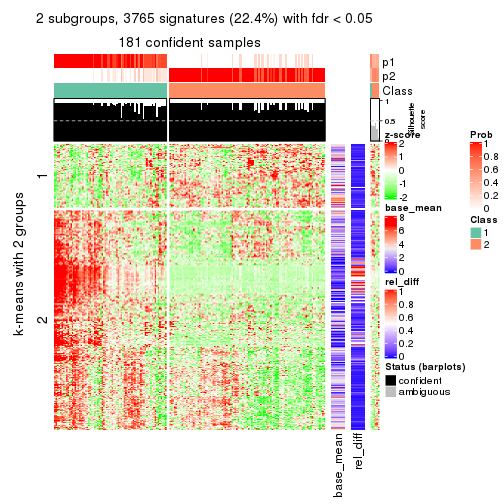 2 subgroups, 3765 signatures (22.4%) with fdr < 0.05
181 confident samples
p1
p2
Class
1
0.5
0
Silhouette
score
k-means with 2 groups
1
2
base_mean
rel_diff
z-score
2
1
0
-1
-2
base_mean
8
6
4
2
0
rel_diff
1
0.8
0.6
0.4
0.2
0
Status (barplots)
confident
ambiguous
Prob
1
0.8
0.6
0.4
0.2
0
Class
1
2